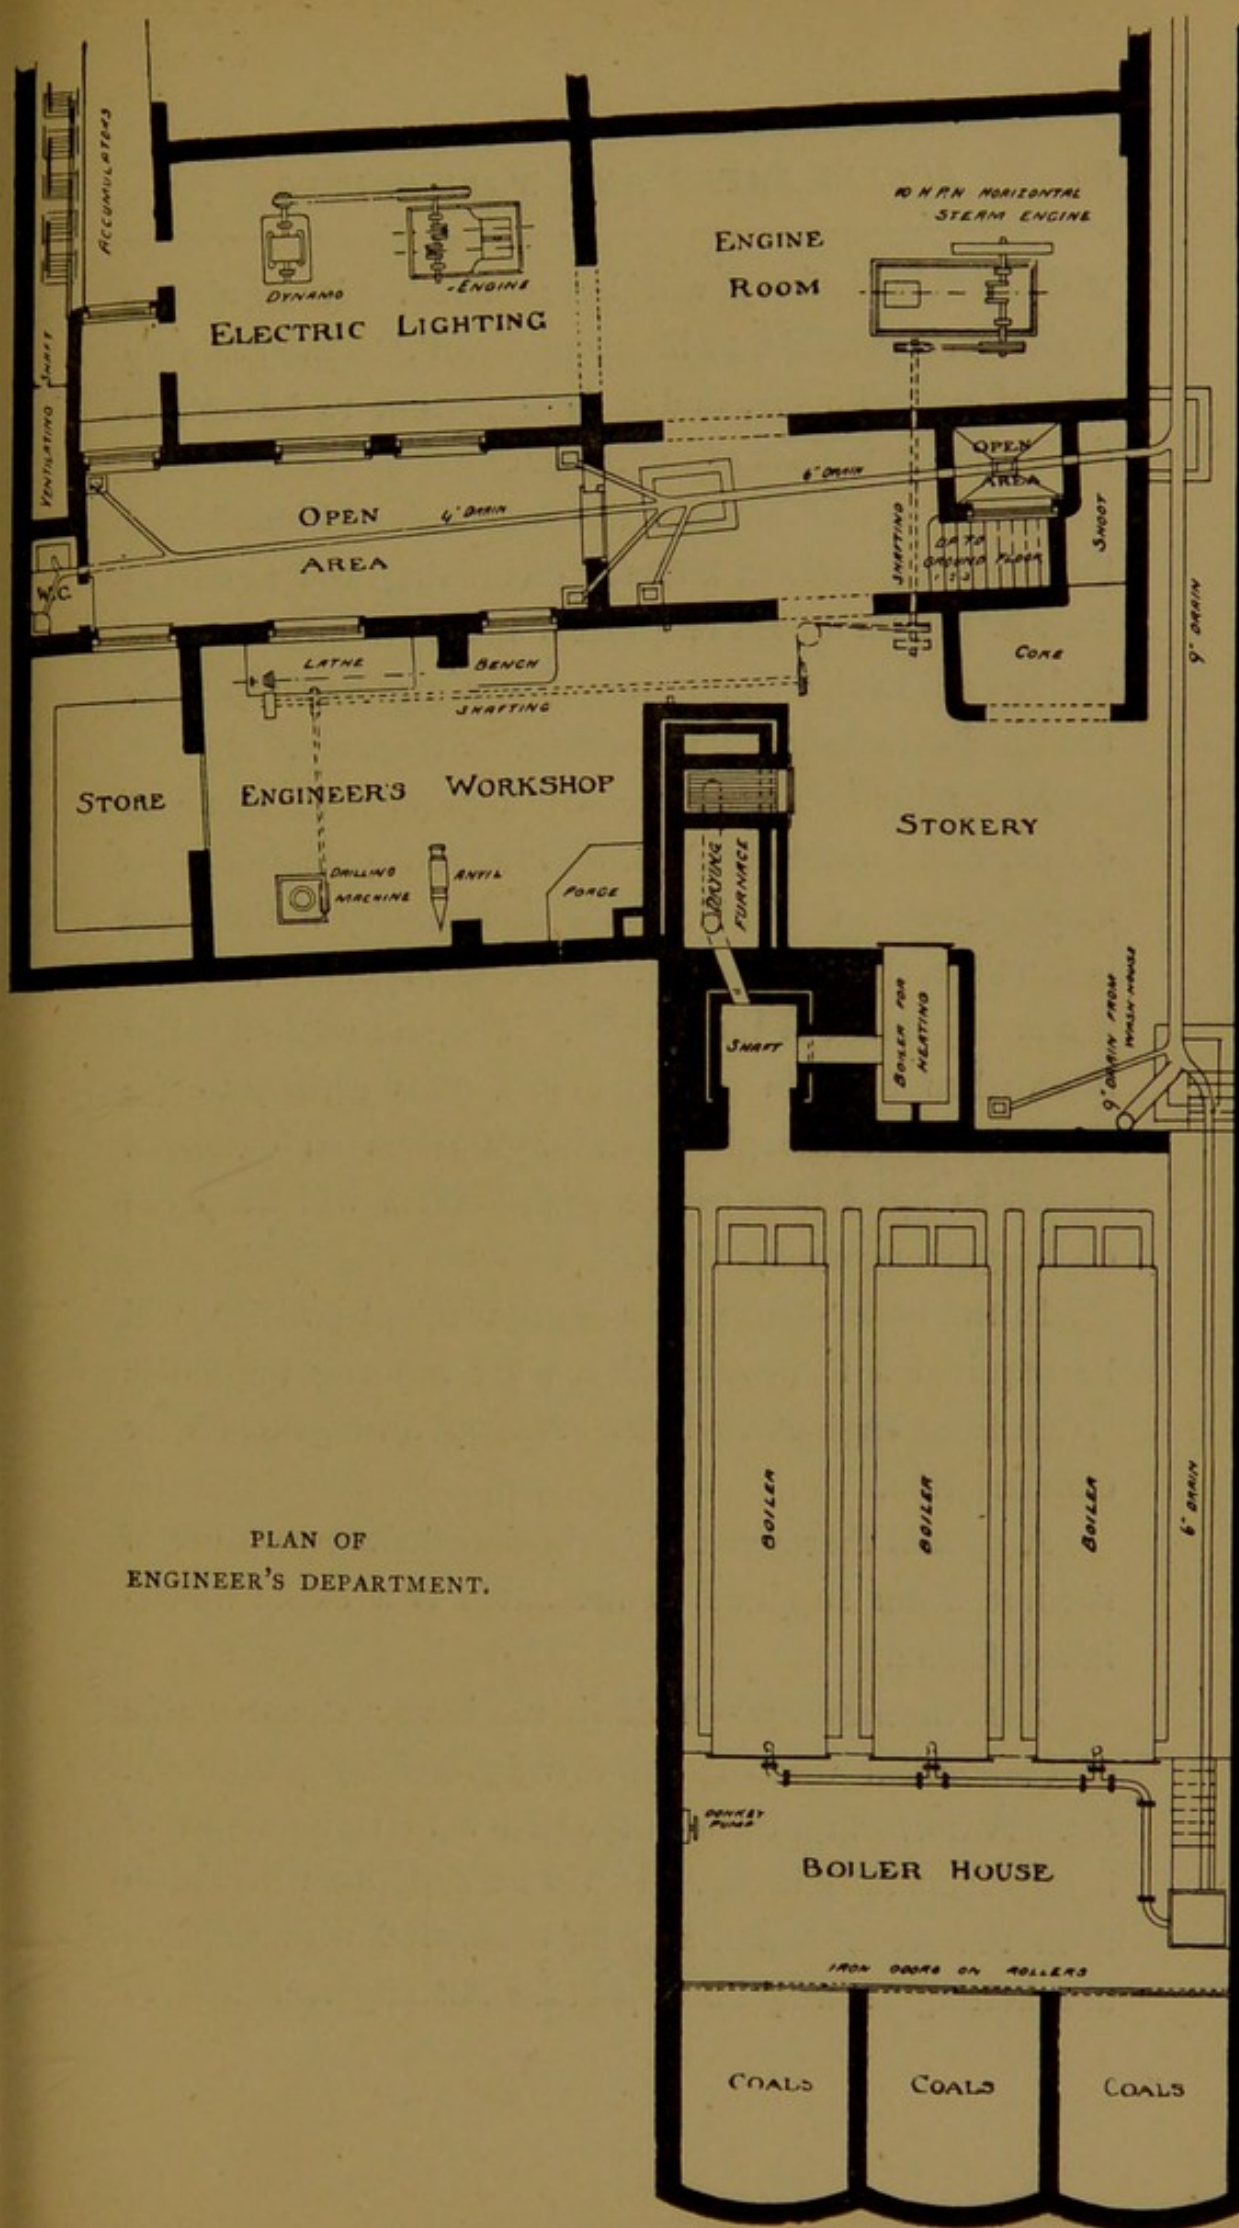 ACCUMULATORS
10 H.P.N HORIZONTAL
STEAM ENGINE
ENGINE
ROOM
DYNAMO
ENGINE
ELECTRIC LIGHTING
VENTILATING SHAFT
OPEN
AREA
6" DRAIN
4" DRAIN
OPEN
AREA
SHAFTING
UP TO
GROUND FLOOR
1 2 3
SHOOT
W.C
9" DRAIN
LATHE
BENCH
COKE
SHAFTING
STORE
ENGINEER'S WORKSHOP
STOKERY
DRILLING
MACHINE
ANVIL
FORGE
DRYING
FURNACE
SHAFT
BOILER FOR
HEATING
9" DRAIN FROM
WASH-HOUSE
BOILER
BOILER
BOILER
6" DRAIN
PLAN OF
ENGINEER'S DEPARTMENT.
DONKEY
PUMP
BOILER HOUSE
IRON DOORS ON ROLLERS
COALS
COALS
COALS